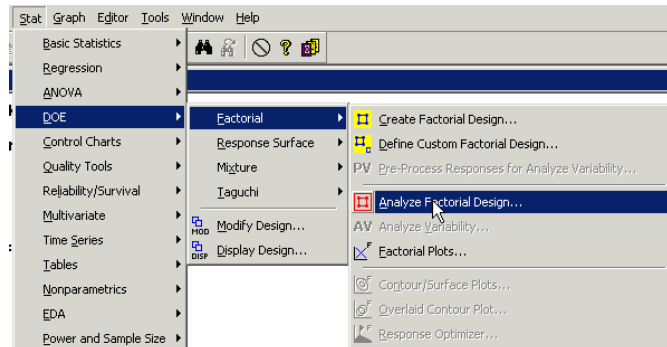 Stat Graph Editor Tools Window Help
Basic Statistics
Regression
ANOVA
DOE
Control Charts
Quality Tools
Reliability/Survival
Multivariate
Time Series
Tables
Nonparametrics
EDA
Power and Sample Size
Factorial
Response Surface
Mixture
Taguchi
MOD Modify Design...
DISP Display Design...
Create Factorial Design...
Define Custom Factorial Design...
PV Pre-Process Responses for Analyze Variability...
Analyze Factorial Design...
AV Analyze Variability...
Factorial Plots...
Contour/Surface Plots...
Overlaid Contour Plot...
Response Optimizer...